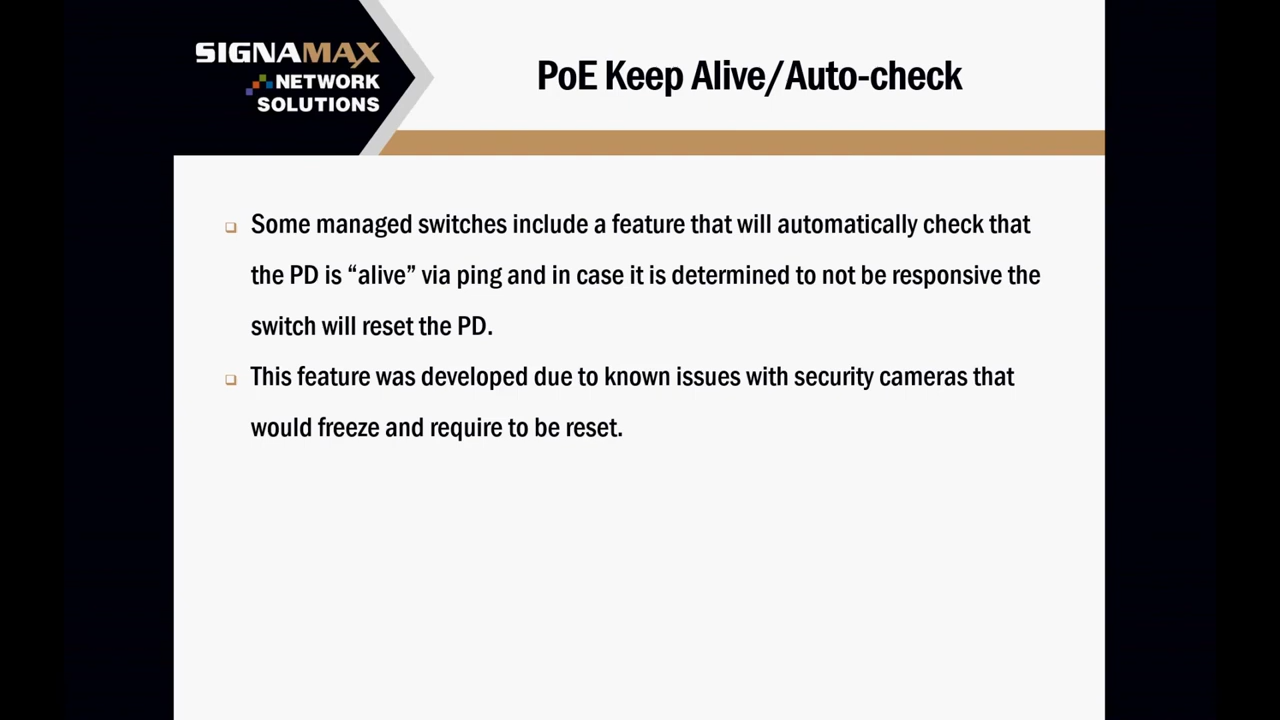 SIGNAMAX
NETWORK
SOLUTIONS
PoE Keep Alive/Auto-check
Some managed switches include a feature that will automatically check that
the PD is “alive” via ping and in case it is determined to not be responsive the
switch will reset the PD.
This feature was developed due to known issues with security cameras that
would freeze and require to be reset.